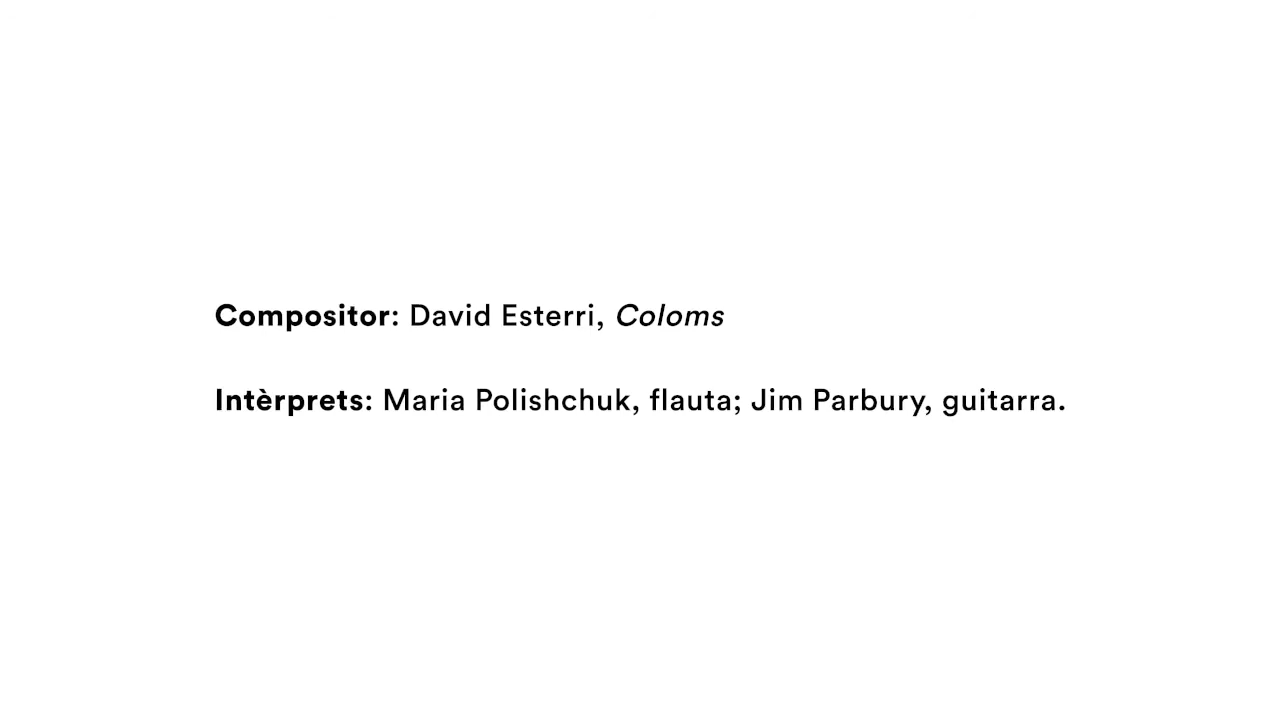 Compositor: David Esterri, Coloms
Intèrprets: Maria Polishchuk, flauta; Jim Parbury, guitarra.